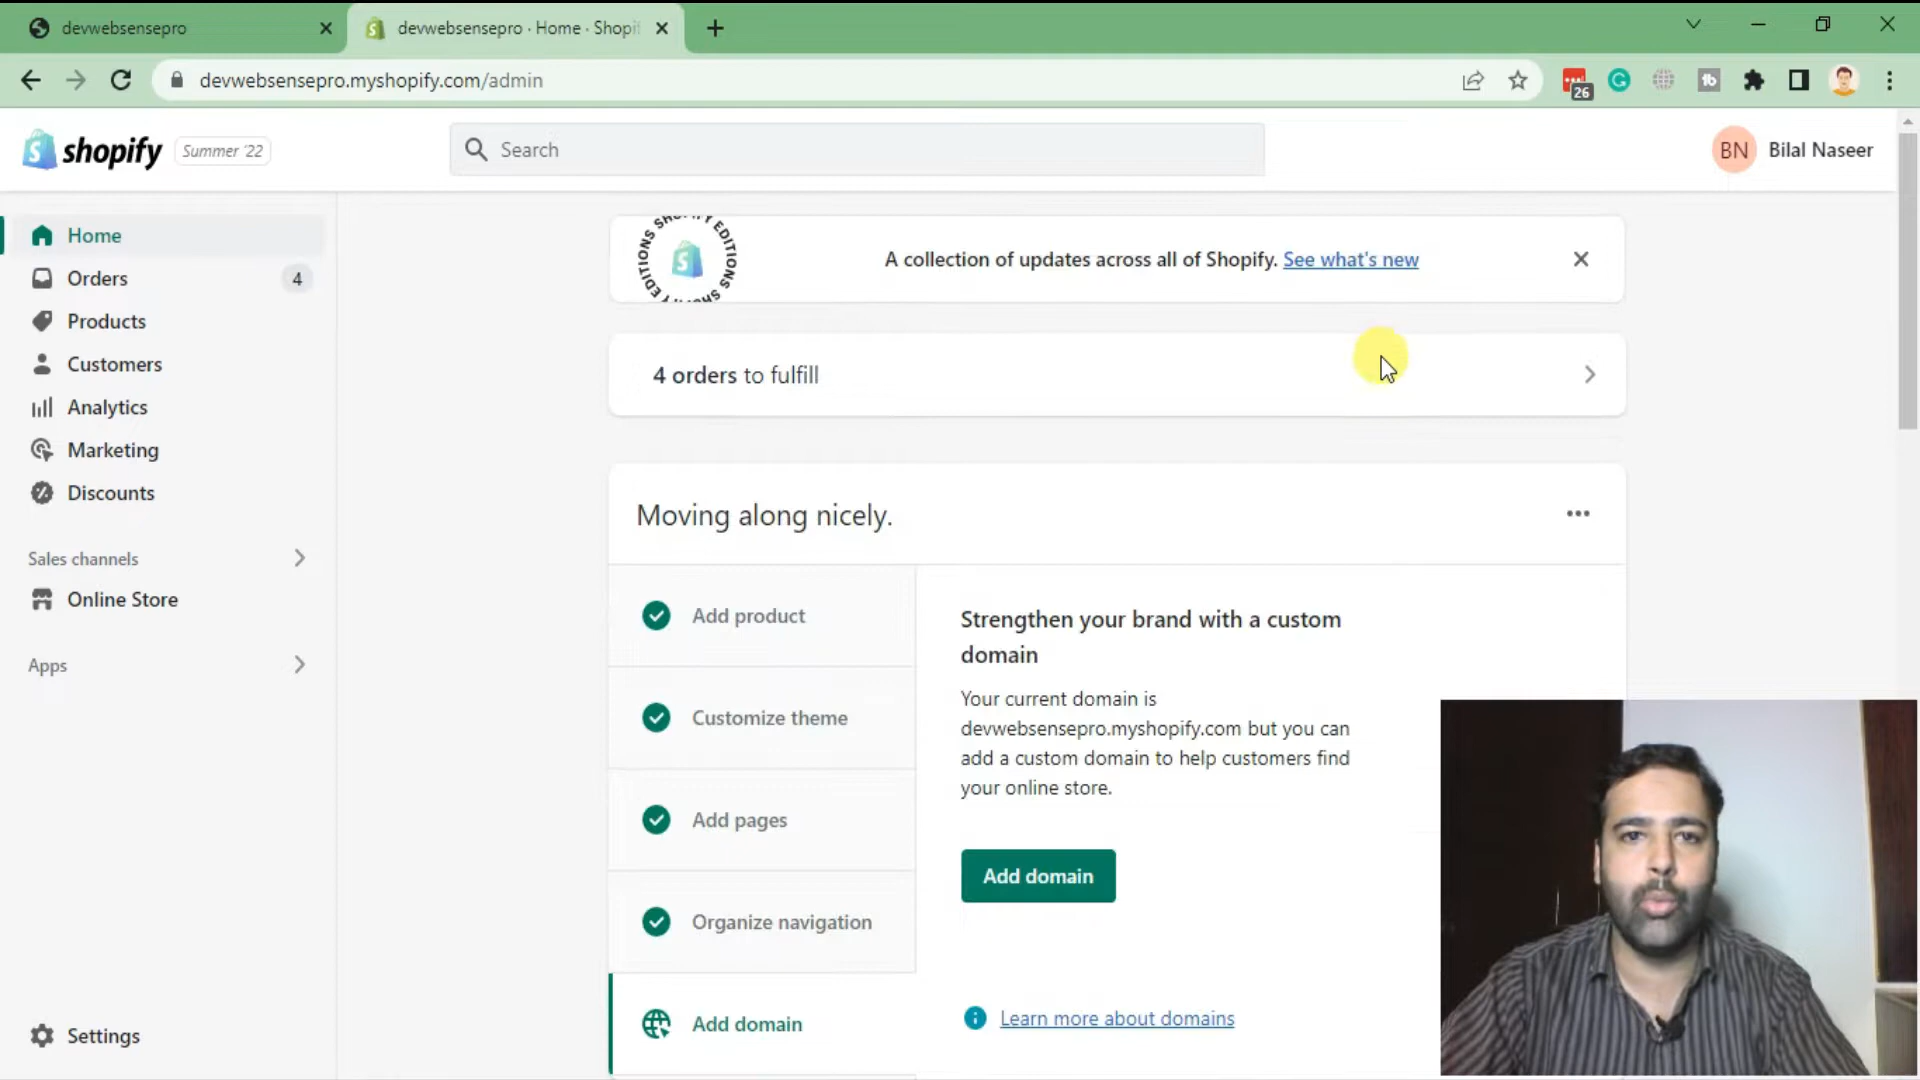 devwebsensepro
devwebsensepro · Home · Shopi
devwebsensepro.myshopify.com/admin
26
shopify
Summer '22
Search
BN
Bilal Naseer
Home
Orders
4
Products
Customers
Analytics
Marketing
Discounts
Sales channels
Online Store
Apps
Settings
SHOPIFY EDITIONS SHOPIFY EDITIONS
A collection of updates across all of Shopify. See what's new
4 orders to fulfill
Moving along nicely.
Add product
Customize theme
Add pages
Organize navigation
Add domain
Strengthen your brand with a custom
domain
Your current domain is
devwebsensepro.myshopify.com but you can
add a custom domain to help customers find
your online store.
Add domain
Learn more about domains